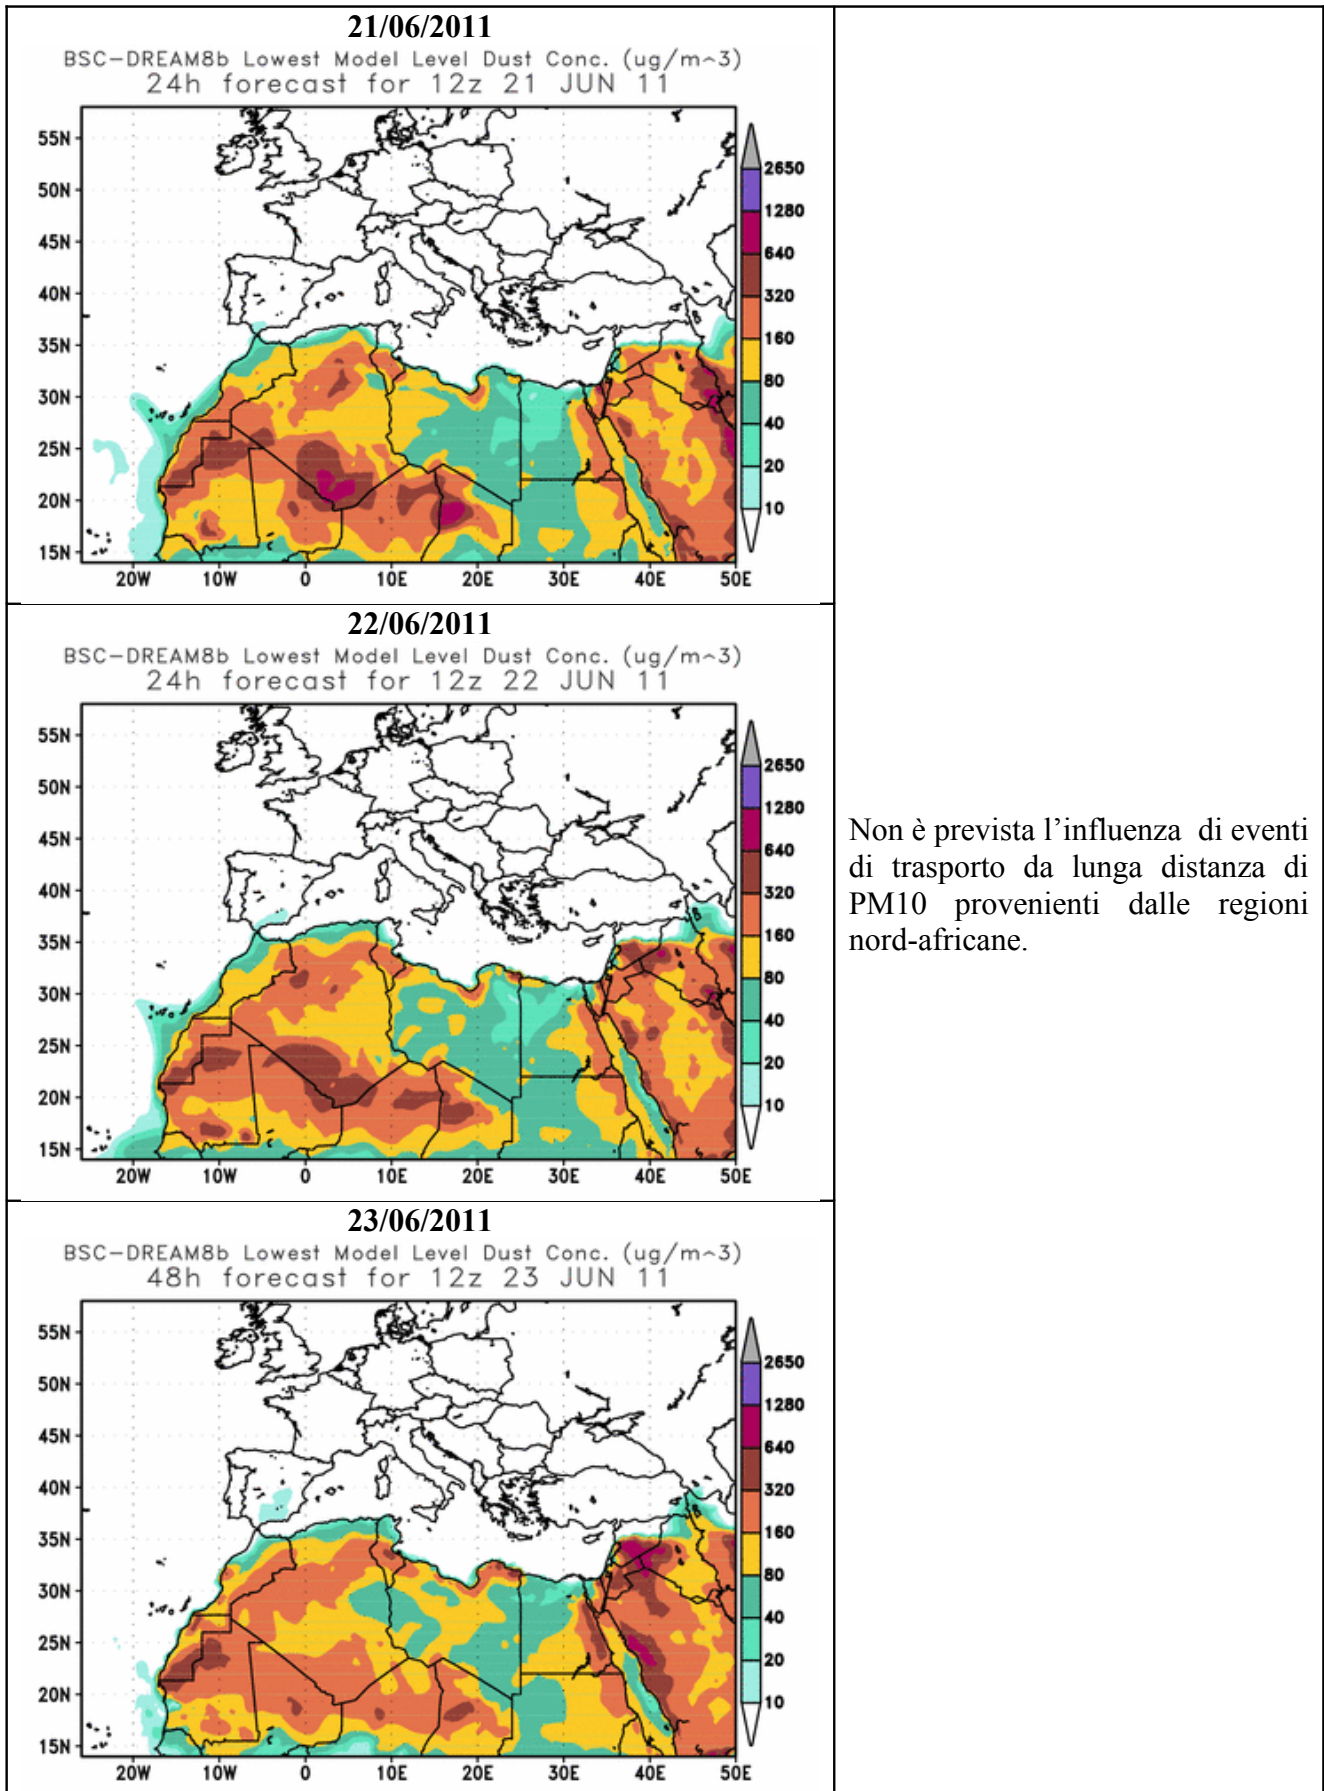 21/06/2011
BSC-DREAM8b Lowest Model Level Dust Conc. (ug/m^3)
24h forecast for 12z 21 JUN 11
55N
50N
45N
40N
35N
30N
25N
20N
15N
20W 10W 0 10E 20E 30E 40E 50E
2650
1280
640
320
160
80
40
20
10
22/06/2011
BSC-DREAM8b Lowest Model Level Dust Conc. (ug/m^3)
24h forecast for 12z 22 JUN 11
55N
50N
45N
40N
35N
30N
25N
20N
15N
20W 10W 0 10E 20E 30E 40E 50E
2650
1280
640
320
160
80
40
20
10
23/06/2011
BSC-DREAM8b Lowest Model Level Dust Conc. (ug/m^3)
48h forecast for 12z 23 JUN 11
55N
50N
45N
40N
35N
30N
25N
20N
15N
20W 10W 0 10E 20E 30E 40E 50E
2650
1280
640
320
160
80
40
20
10
Non è prevista l’influenza di eventi
di trasporto da lunga distanza di
PM10 provenienti dalle regioni
nord-africane.